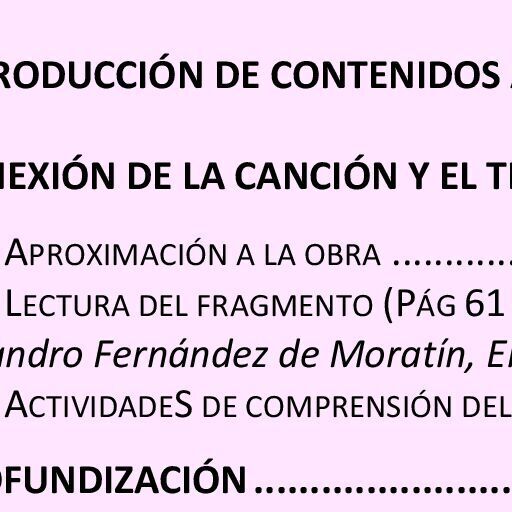 RODUCCIÓN DE CONTENIDOS
NEXIÓN DE LA CANCIÓN Y EL T
APROXIMACIÓN A LA OBRA ..........
LECTURA DEL FRAGMENTO (PÁG 61
andro Fernández de Moratín, El
ACTIVIDADES DE COMPRENSIÓN DEL
OFUNDIZACIÓN .......................